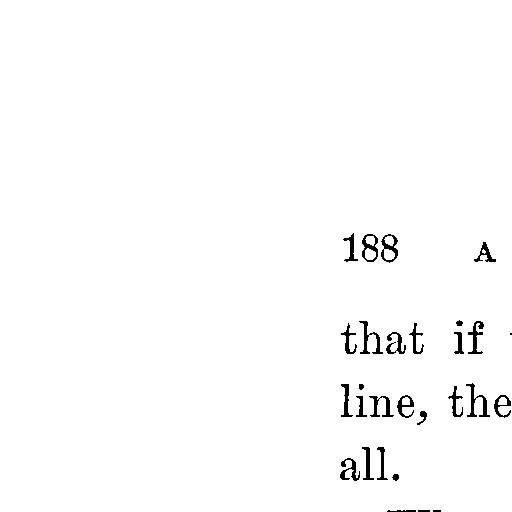 188 A
that if
line, the
all.